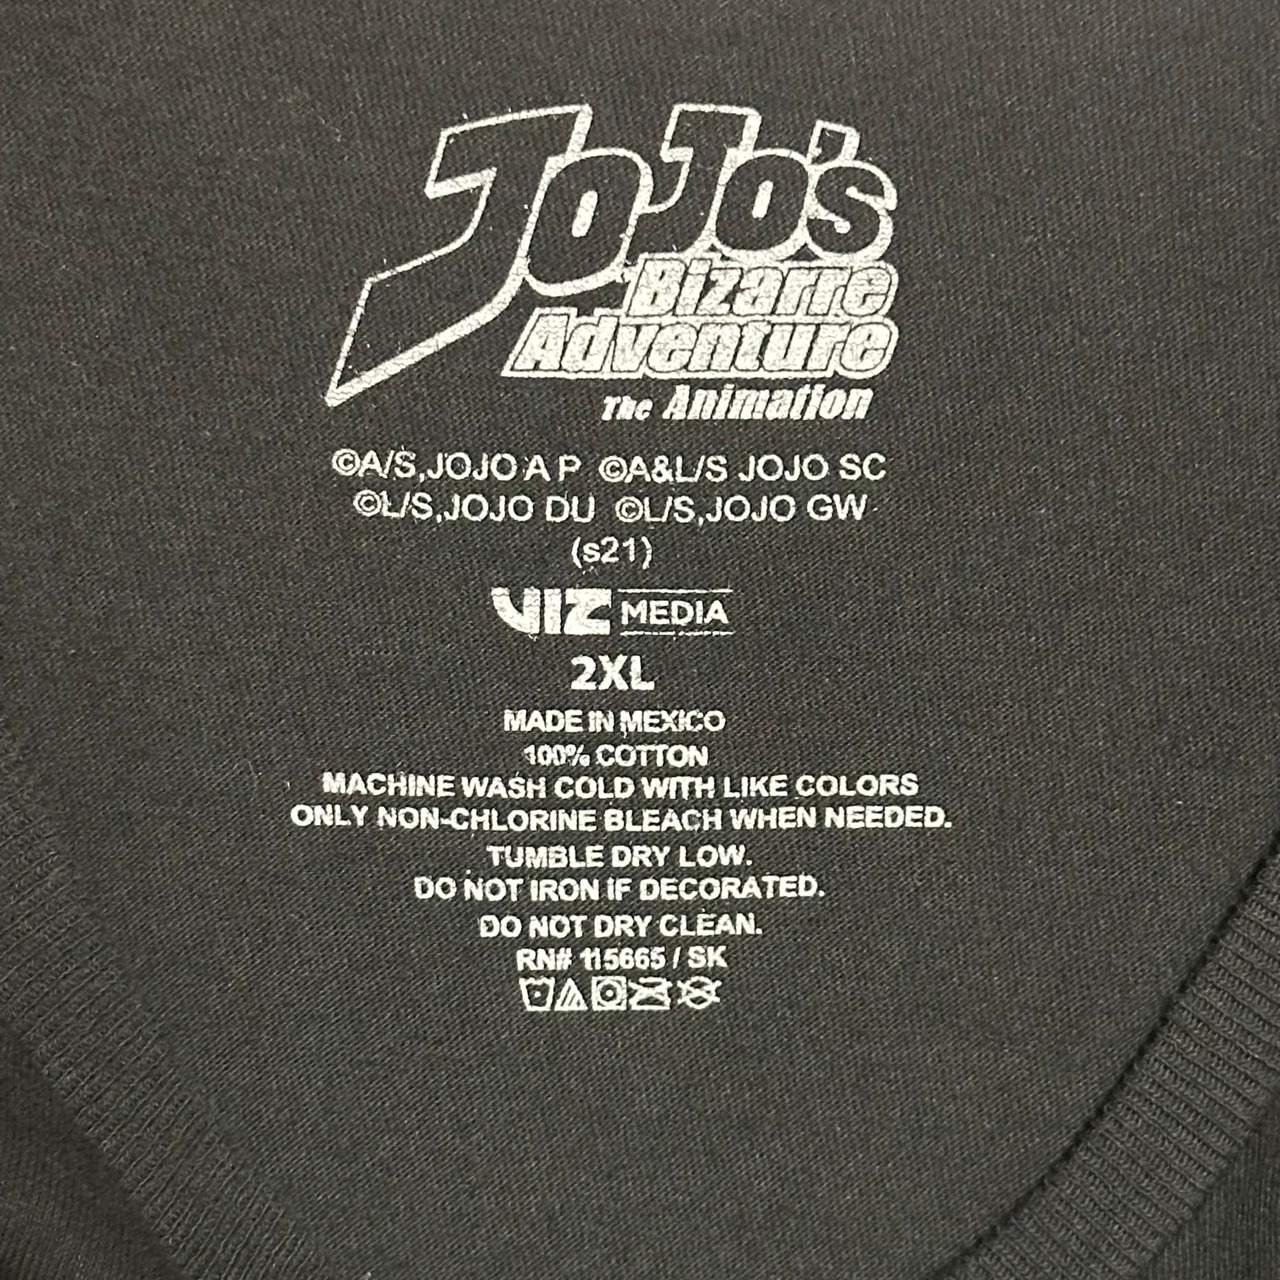 JoJo's
Bizarre
Adventure
The Animation
©A/S,JOJO A P ©A&L/S JOJO SC
©L/S,JOJO DU ©L/S,JOJO GW
(s21)
VIZ MEDIA
2XL
MADE IN MEXICO
100% COTTON
MACHINE WASH COLD WITH LIKE COLORS
ONLY NON-CHLORINE BLEACH WHEN NEEDED.
TUMBLE DRY LOW.
DO NOT IRON IF DECORATED.
DO NOT DRY CLEAN.
RN# 115665 / SK